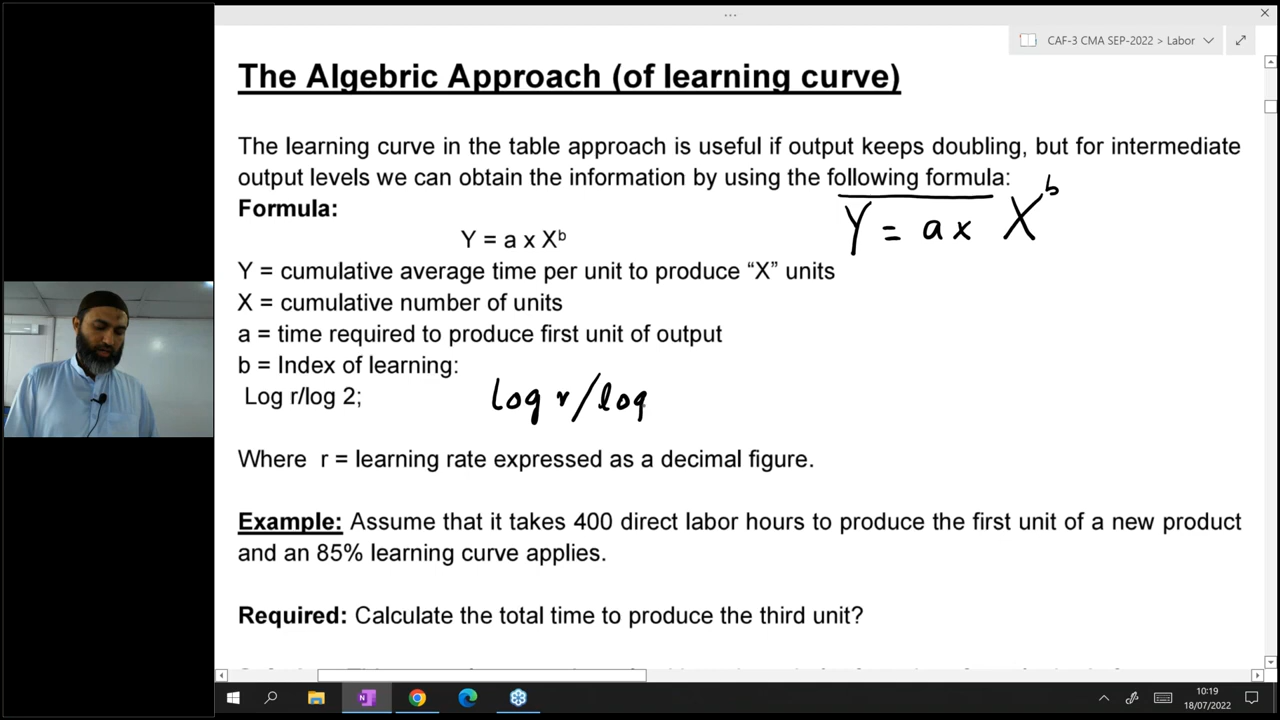 CAF-3 CMA SEP-2022 > Labor
The Algebric Approach (of learning curve)
The learning curve in the table approach is useful if output keeps doubling, but for intermediate
output levels we can obtain the information by using the following formula:
Formula:
Y = a x Xᵇ
Y = a x Xᵇ
Y = cumulative average time per unit to produce “X” units
X = cumulative number of units
a = time required to produce first unit of output
b = Index of learning:
Log r/log 2;
log r/log
Where r = learning rate expressed as a decimal figure.
Example: Assume that it takes 400 direct labor hours to produce the first unit of a new product
and an 85% learning curve applies.
Required: Calculate the total time to produce the third unit?
10:19
18/07/2022